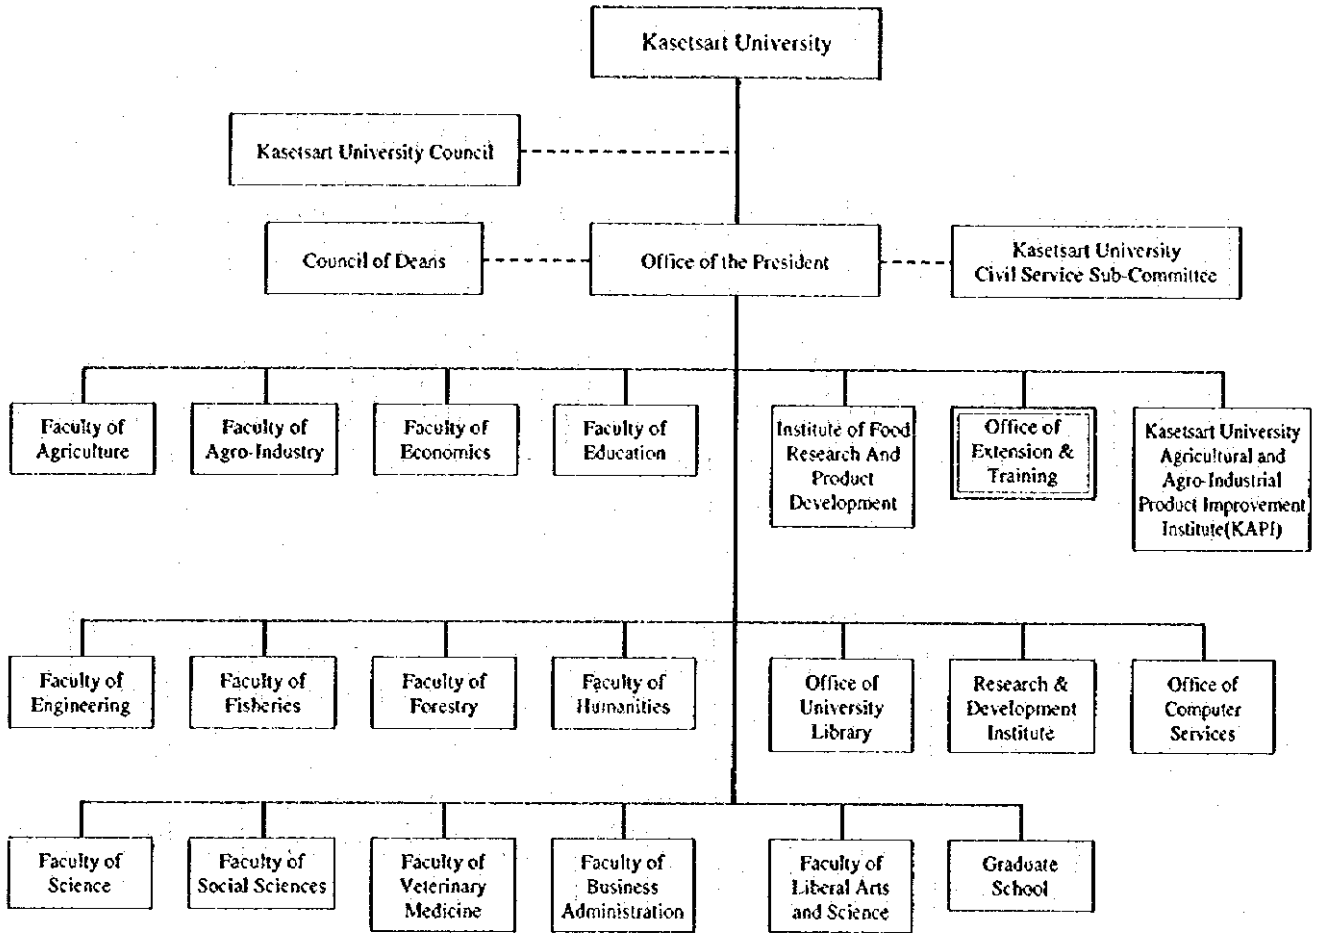 Kasetsart University
Kasetsart University Council
Council of Deans
Office of the President
Kasetsart University
Civil Service Sub-Committee
Faculty of
Agriculture
Faculty of
Agro-Industry
Faculty of
Economics
Faculty of
Education
Institute of Food
Research And
Product
Development
Office of
Extension &
Training
Kasetsart University
Agricultural and
Agro-Industrial
Product Improvement
Institute(KAPI)
Faculty of
Engineering
Faculty of
Fisheries
Faculty of
Forestry
Faculty of
Humanities
Office of
University
Library
Research &
Development
Institute
Office of
Computer
Services
Faculty of
Science
Faculty of
Social Sciences
Faculty of
Veterinary
Medicine
Faculty of
Business
Administration
Faculty of
Liberal Arts
and Science
Graduate
School